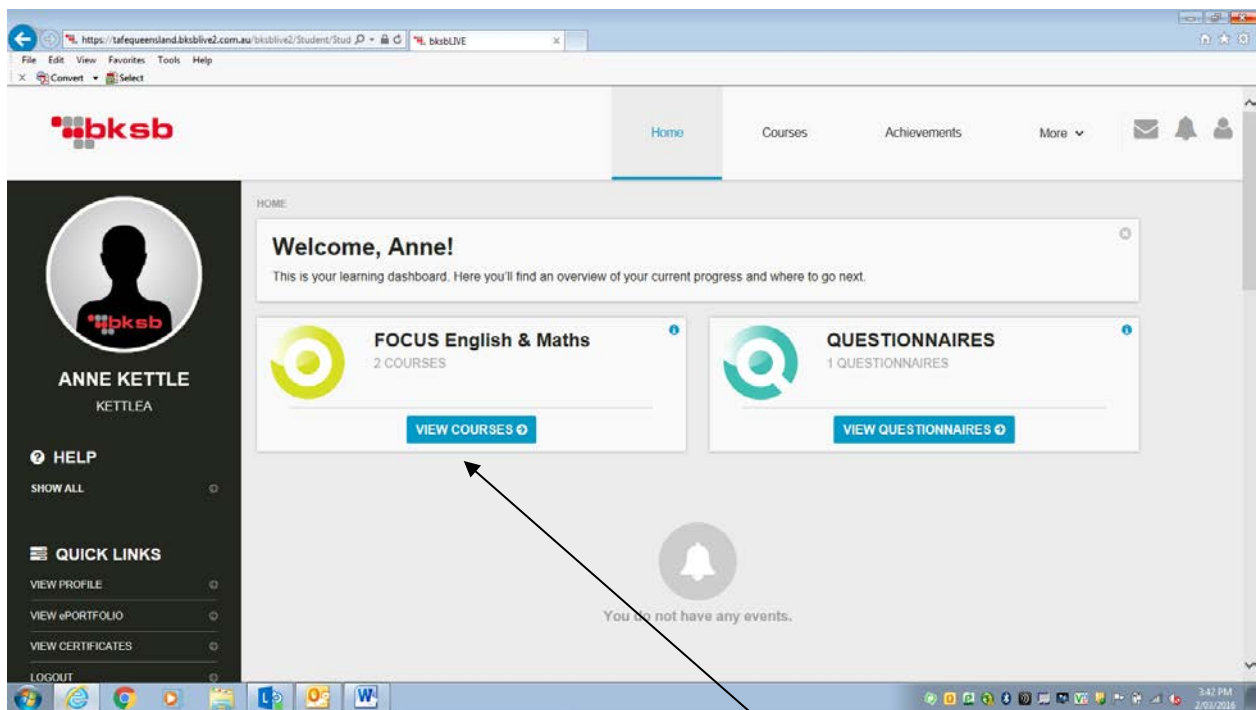 https://tafequeensland.bksblive2.com.au/bksblive2/Student/Stud
bksbLIVE
File Edit View Favorites Tools Help
Convert Select
bksb
Home Courses Achievements More
HOME
Welcome, Anne!
This is your learning dashboard. Here you'll find an overview of your current progress and where to go next.
bksb
ANNE KETTLE
KETTLEA
FOCUS English & Maths
2 COURSES
VIEW COURSES
QUESTIONNAIRES
1 QUESTIONNAIRES
VIEW QUESTIONNAIRES
HELP
SHOW ALL
QUICK LINKS
VIEW PROFILE
VIEW ePORTFOLIO
VIEW CERTIFICATES
LOGOUT
You do not have any events.
3:42 PM
2/03/2016